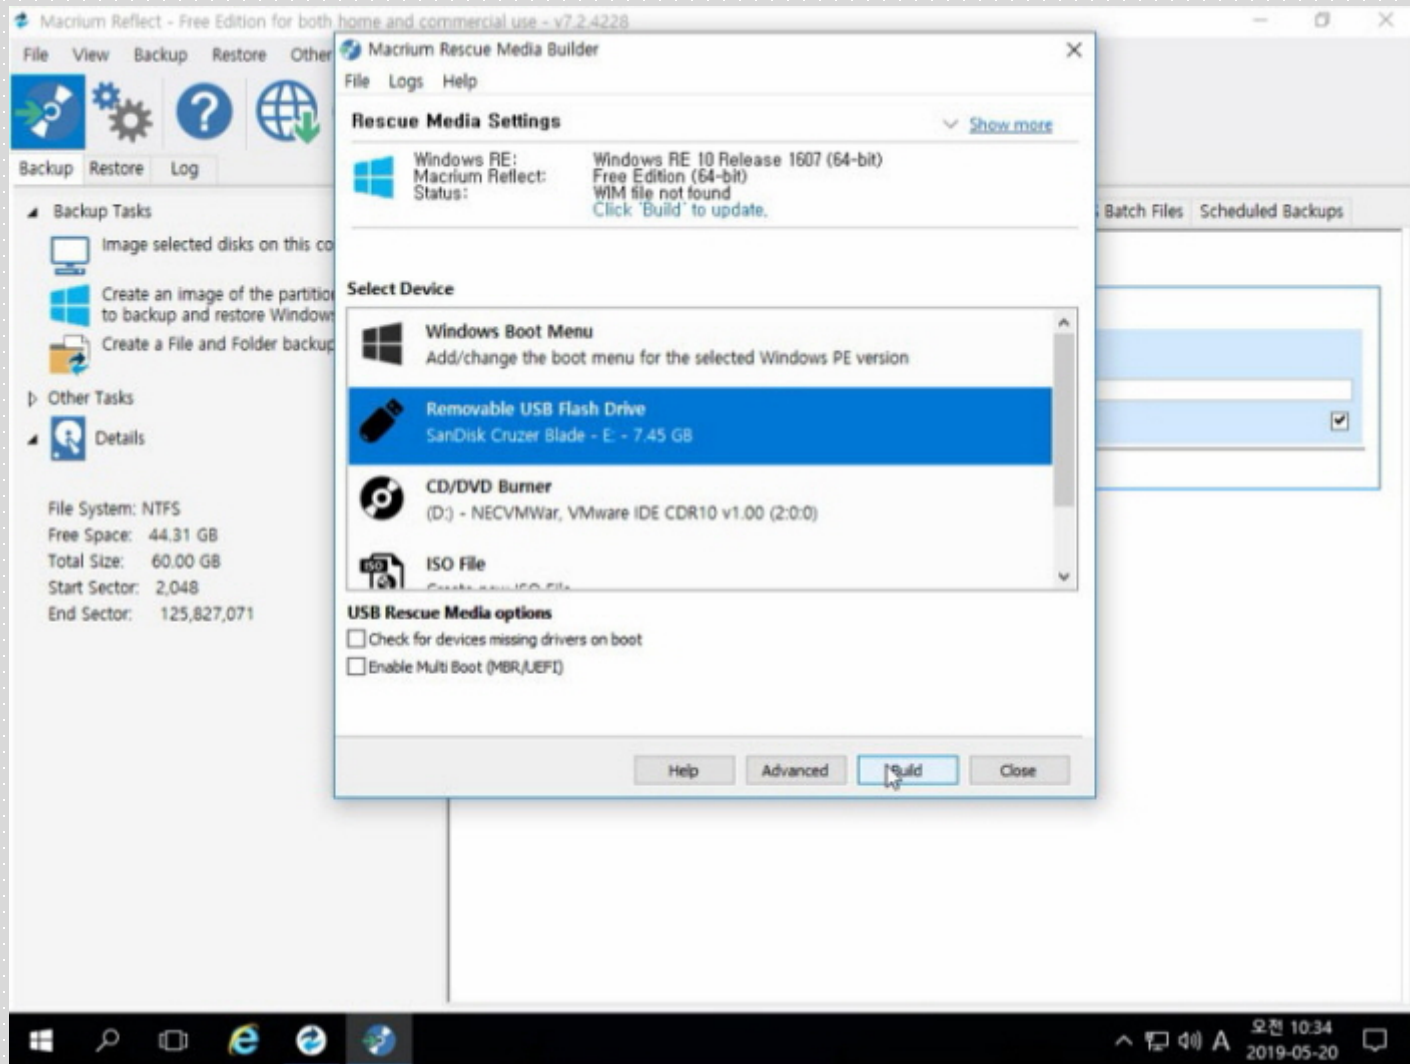 Macrium Reflect - Free Edition for both home and commercial use - v7.2.4228
File View Backup Restore Other
Backup Restore Log
Backup Tasks
Image selected disks on this co
Create an image of the partition
to backup and restore Windows
Create a File and Folder backup
Other Tasks
Details
File System: NTFS
Free Space: 44.31 GB
Total Size: 60.00 GB
Start Sector: 2,048
End Sector: 125,827,071
Macrium Rescue Media Builder
File Logs Help
Rescue Media Settings
Show more
Windows RE: Windows RE 10 Release 1607 (64-bit)
Macrium Reflect: Free Edition (64-bit)
Status: WIM file not found
Click 'Build' to update.
Select Device
Windows Boot Menu
Add/change the boot menu for the selected Windows PE version
Removable USB Flash Drive
SanDisk Cruzer Blade - E: - 7.45 GB
CD/DVD Burner
(D:) - NECVMWar, VMware IDE CDR10 v1.00 (2:0:0)
ISO
ISO File
Create new ISO File
USB Rescue Media options
Check for devices missing drivers on boot
Enable Multi Boot (MBR/UEFI)
Help Advanced Build Close
Batch Files Scheduled Backups
A
오전 10:34
2019-05-20